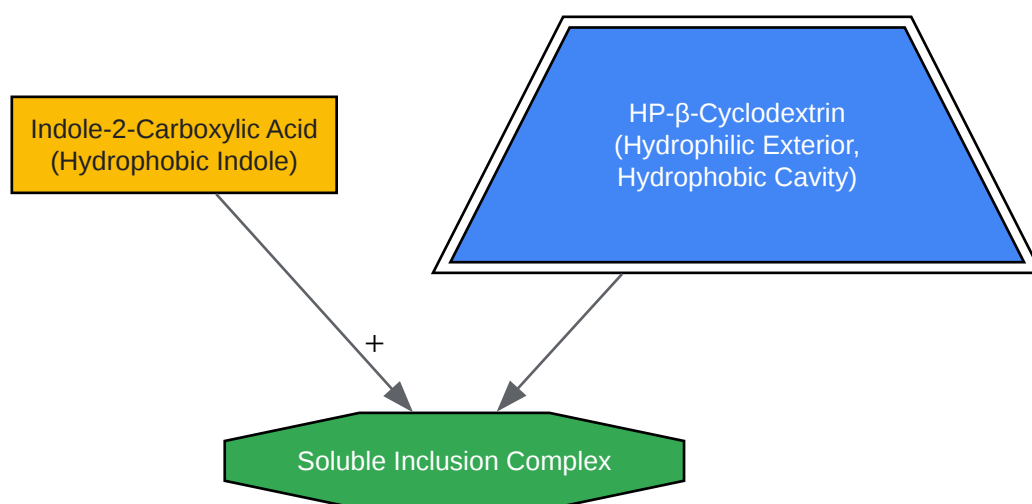 Indole-2-Carboxylic Acid
(Hydrophobic Indole)
HP-β-Cyclodextrin
(Hydrophilic Exterior,
Hydrophobic Cavity)
+
Soluble Inclusion Complex